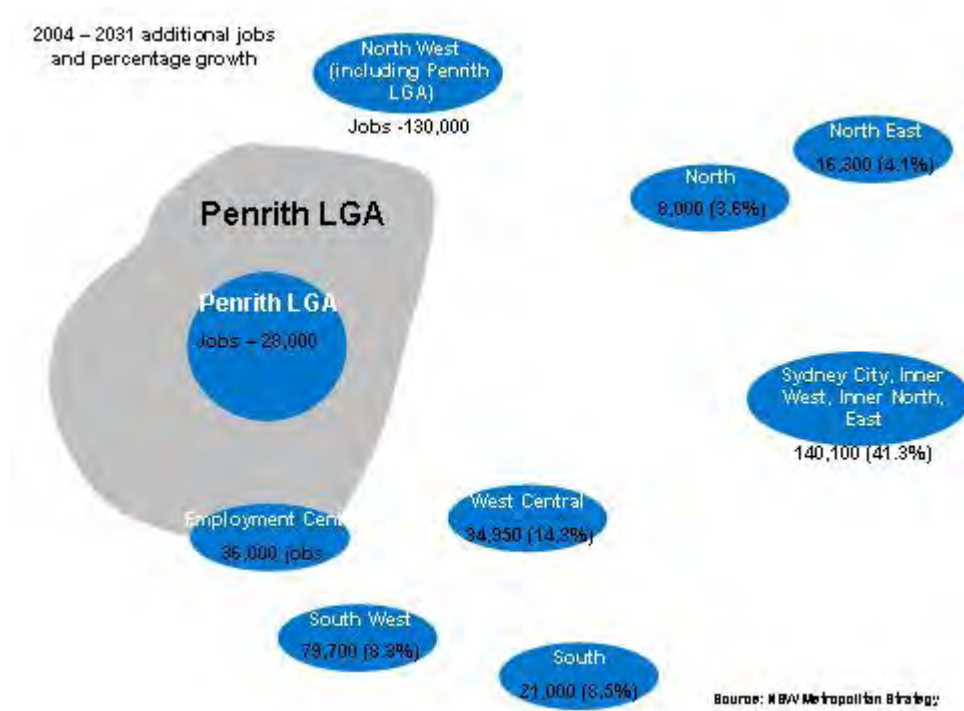 2004 – 2031 additional jobs
and percentage growth
North West
(including Penrith
LGA)
Jobs -130,000
North East
16,300 (4.1%)
North
8,000 (3.6%)
Penrith LGA
Penrith LGA
Jobs – 28,000
Sydney City, Inner
West, Inner North,
East
140,100 (41.3%)
West Central
34,950 (14.3%)
Employment Cent
36,000 jobs
South West
79,700 (8.3%)
South
21,000 (8.5%)
Source: NSW Metropolitan Strategy